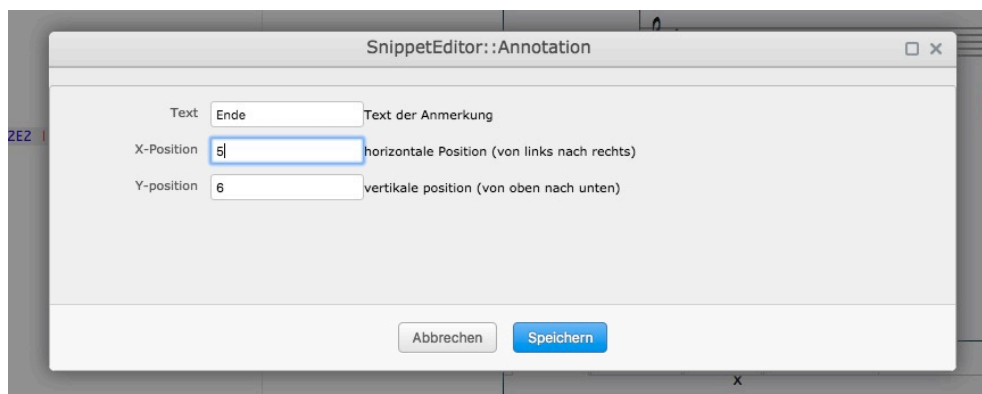 SnippetEditor::Annotation
Text Ende Text der Anmerkung
2E2 |
X-Position 5 horizontale Position (von links nach rechts)
Y-position 6 vertikale position (von oben nach unten)
Abbrechen Speichern
X